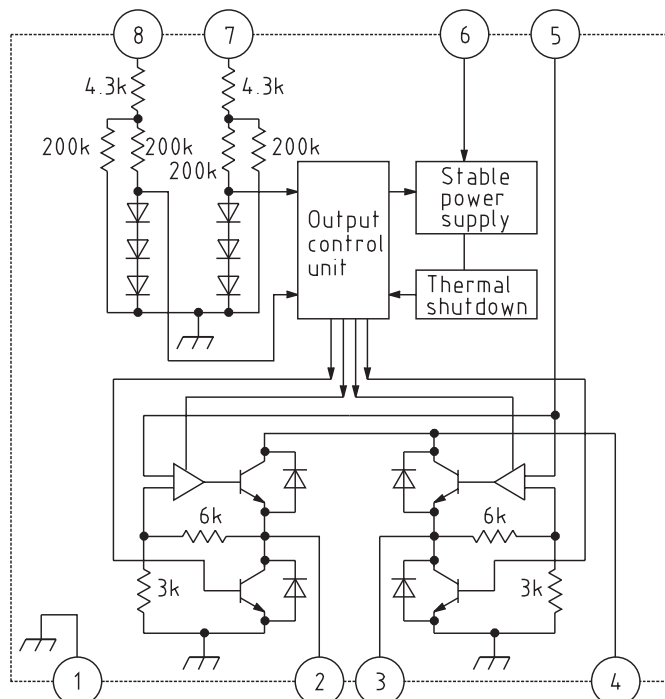 8 7 6 5
4.3k 4.3k
200k 200k 200k 200k
Output
control
unit
Stable
power
supply
Thermal
shutdown
6k 6k
3k 3k
1 2 3 4